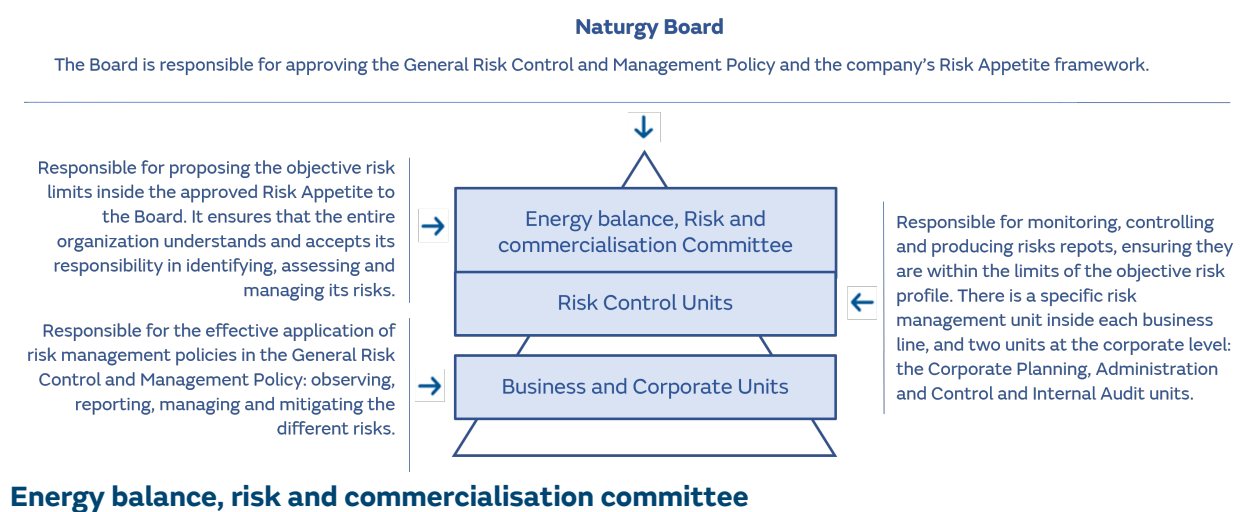 Naturgy Board
The Board is responsible for approving the General Risk Control and Management Policy and the company's Risk Appetite framework.
Responsible for proposing the objective risk
limits inside the approved Risk Appetite to
the Board. It ensures that the entire
organization understands and accepts its
responsibility in identifying, assessing and
managing its risks.
Energy balance, Risk and
commercialisation Committee
Risk Control Units
Responsible for monitoring, controlling
and producing risks repots, ensuring they
are within the limits of the objective risk
profile. There is a specific risk
management unit inside each business
line, and two units at the corporate level:
the Corporate Planning, Administration
and Control and Internal Audit units.
Responsible for the effective application of
risk management policies in the General Risk
Control and Management Policy: observing,
reporting, managing and mitigating the
different risks.
Business and Corporate Units
Energy balance, risk and commercialisation committee